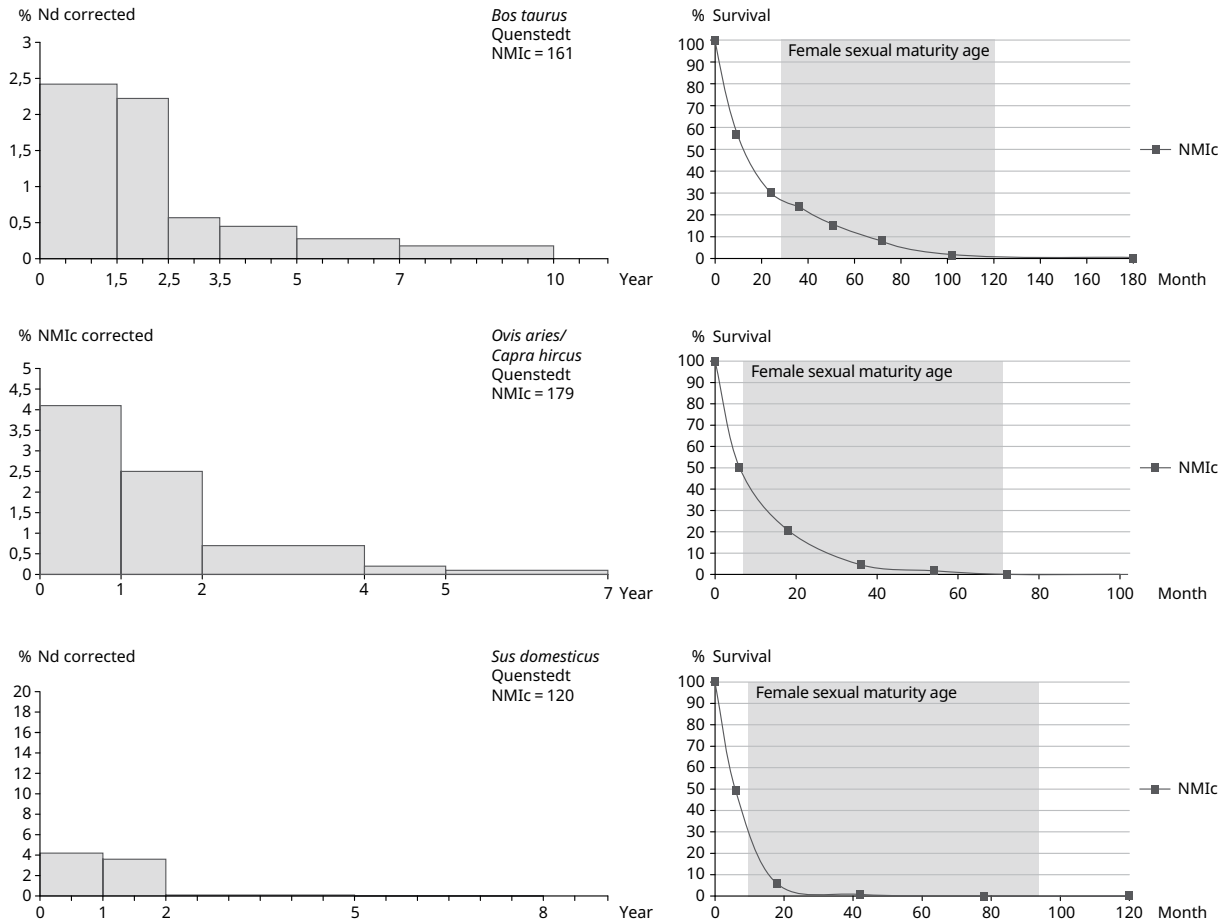 % Nd corrected
Bos taurus
Quenstedt
NMIc = 161
3
2,5
2
1,5
1
0,5
0
0 1,5 2,5 3,5 5 7 10 Year
% Survival
Female sexual maturity age
100
90
80
70
60
50
40
30
20
10
0
0 20 40 60 80 100 120 140 160 180 Month
NMIc
% NMIc corrected
Ovis aries/
Capra hircus
Quenstedt
NMIc = 179
5
4,5
4
3,5
3
2,5
2
1,5
1
0,5
0
0 1 2 4 5 7 Year
% Survival
Female sexual maturity age
100
90
80
70
60
50
40
30
20
10
0
0 20 40 60 80 100 Month
NMIc
% Nd corrected
Sus domesticus
Quenstedt
NMIc = 120
20
18
16
14
12
10
8
6
4
2
0
0 1 2 5 8 Year
% Survival
Female sexual maturity age
100
90
80
70
60
50
40
30
20
10
0
0 20 40 60 80 100 120 Month
NMIc